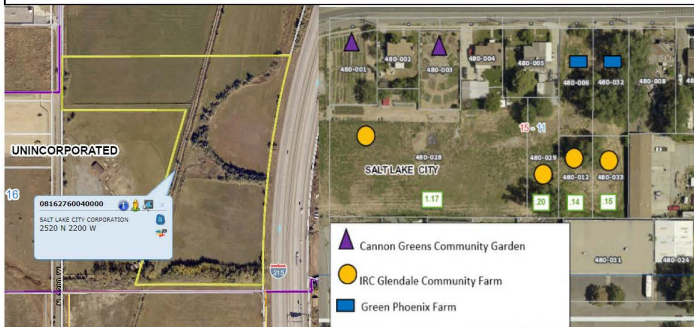 UNINCORPORATED
16
08162760040000
SALT LAKE CITY CORPORATION
2520 N 2200 W
215
480-001
480-002
480-003
480-004
480-005
480-006
480-032
480-008
15 - 11
480-028
SALT LAKE CITY
480-029
480-012
480-033
1.17
.20
.14
.15
480-031
480-024
Cannon Greens Community Garden
IRC Glendale Community Farm
Green Phoenix Farm